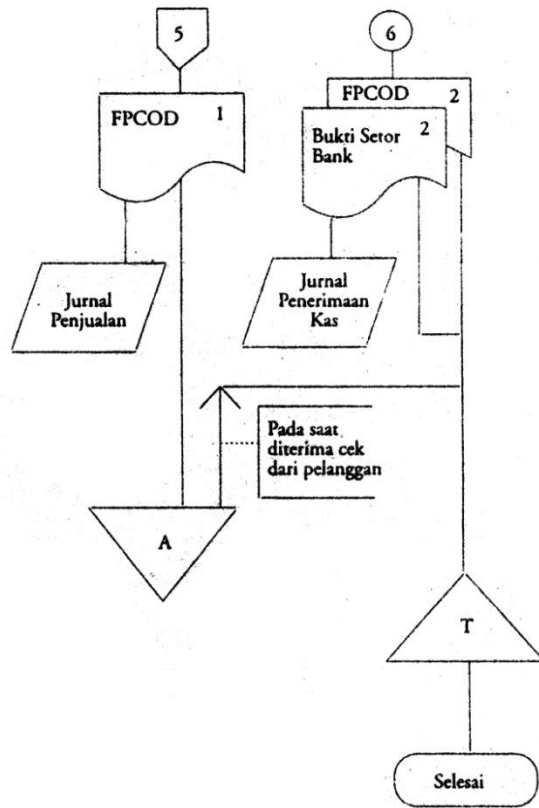 5
6
FPCOD 1
FPCOD 2
Bukti Setor 2
Bank
Jurnal
Penjualan
Jurnal
Penerimaan
Kas
Pada saat
diterima cek
dari pelanggan
A
T
Selesai